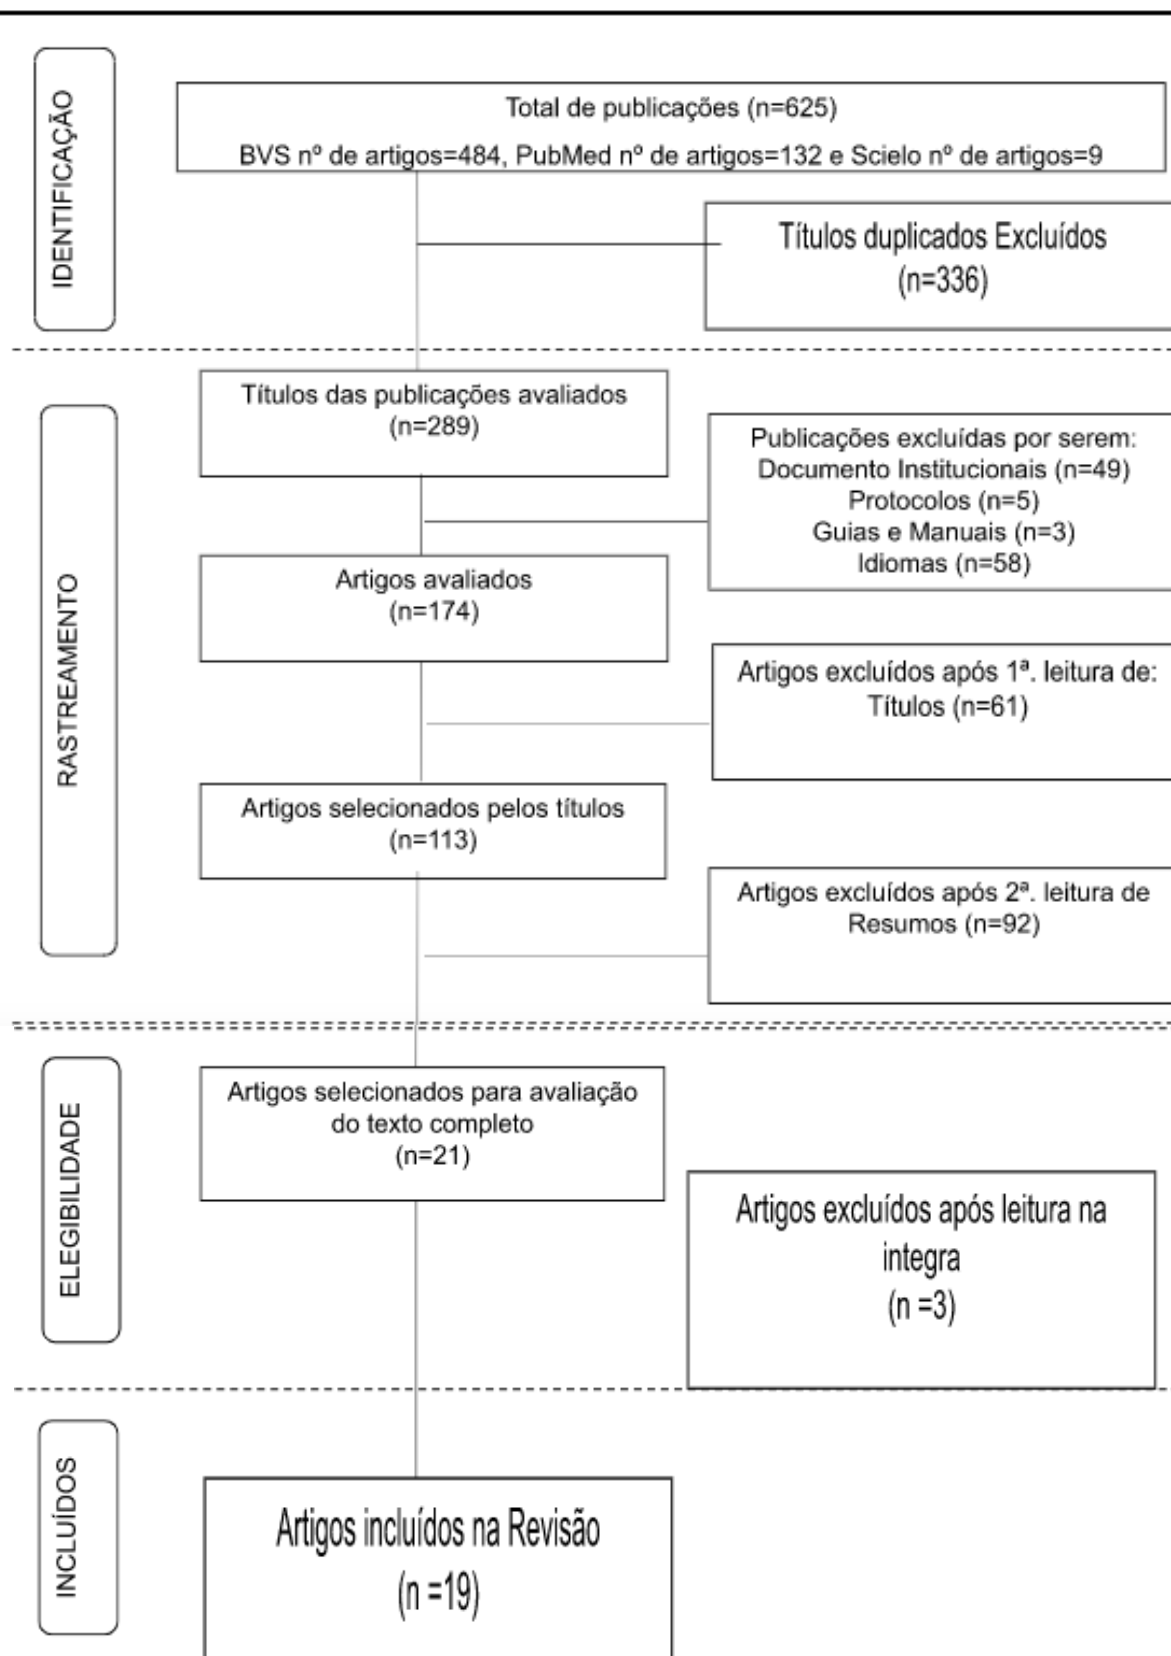 IDENTIFICAÇÃO
Total de publicações (n=625)
BVS nº de artigos=484, PubMed nº de artigos=132 e Scielo nº de artigos=9
Títulos duplicados Excluídos
(n=336)
RASTREAMENTO
Títulos das publicações avaliados
(n=289)
Publicações excluídas por serem:
Documento Institucionais (n=49)
Protocolos (n=5)
Guias e Manuais (n=3)
Idiomas (n=58)
Artigos avaliados
(n=174)
Artigos excluídos após 1ª. leitura de:
Títulos (n=61)
Artigos selecionados pelos títulos
(n=113)
Artigos excluídos após 2ª. leitura de
Resumos (n=92)
ELEGIBILIDADE
Artigos selecionados para avaliação
do texto completo
(n=21)
Artigos excluídos após leitura na
integra
(n =3)
INCLUÍDOS
Artigos incluídos na Revisão
(n =19)